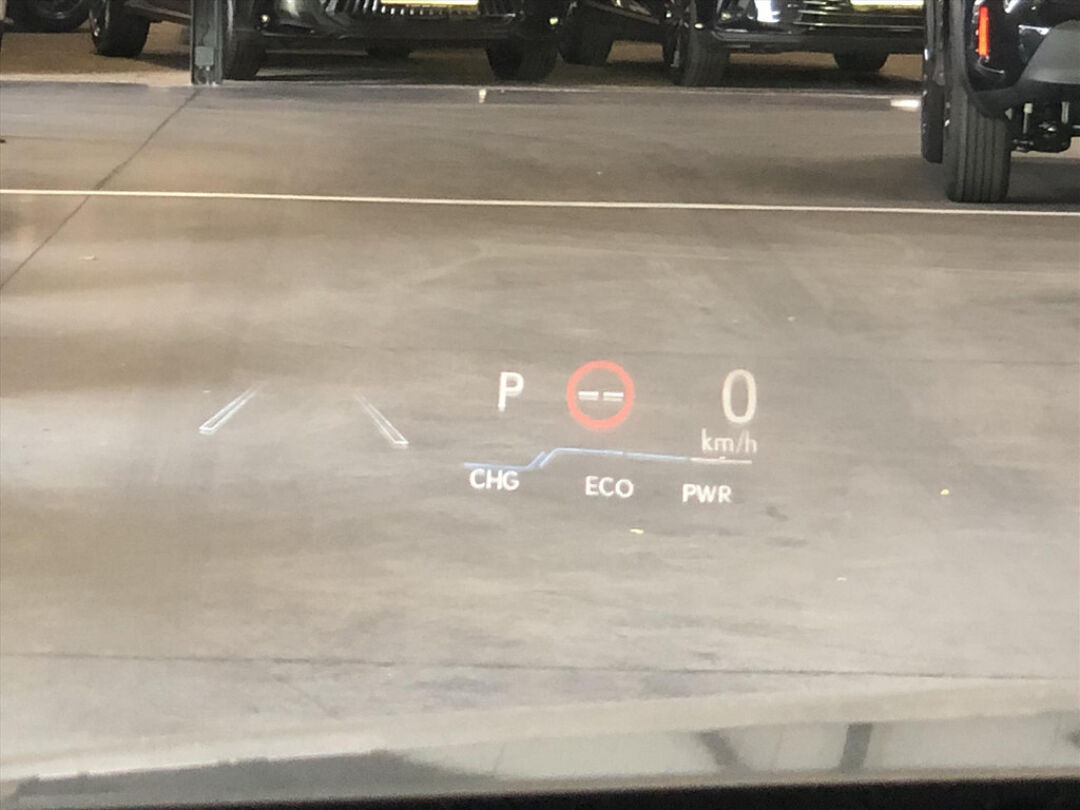 P -- 0
km/h
CHG ECO PWR